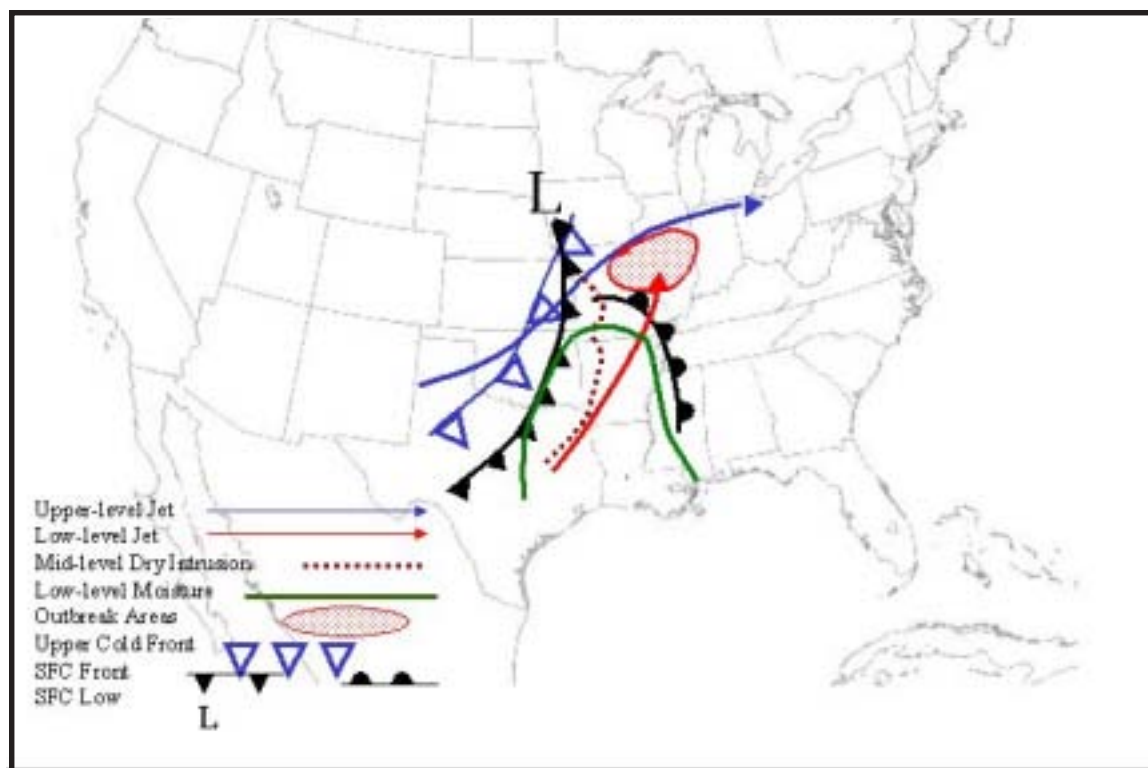 L
Upper-level Jet
Low-level Jet
Mid-level Dry Intrusion
Low-level Moisture
Outbreak Areas
Upper Cold Front
SFC Front
SFC Low
L